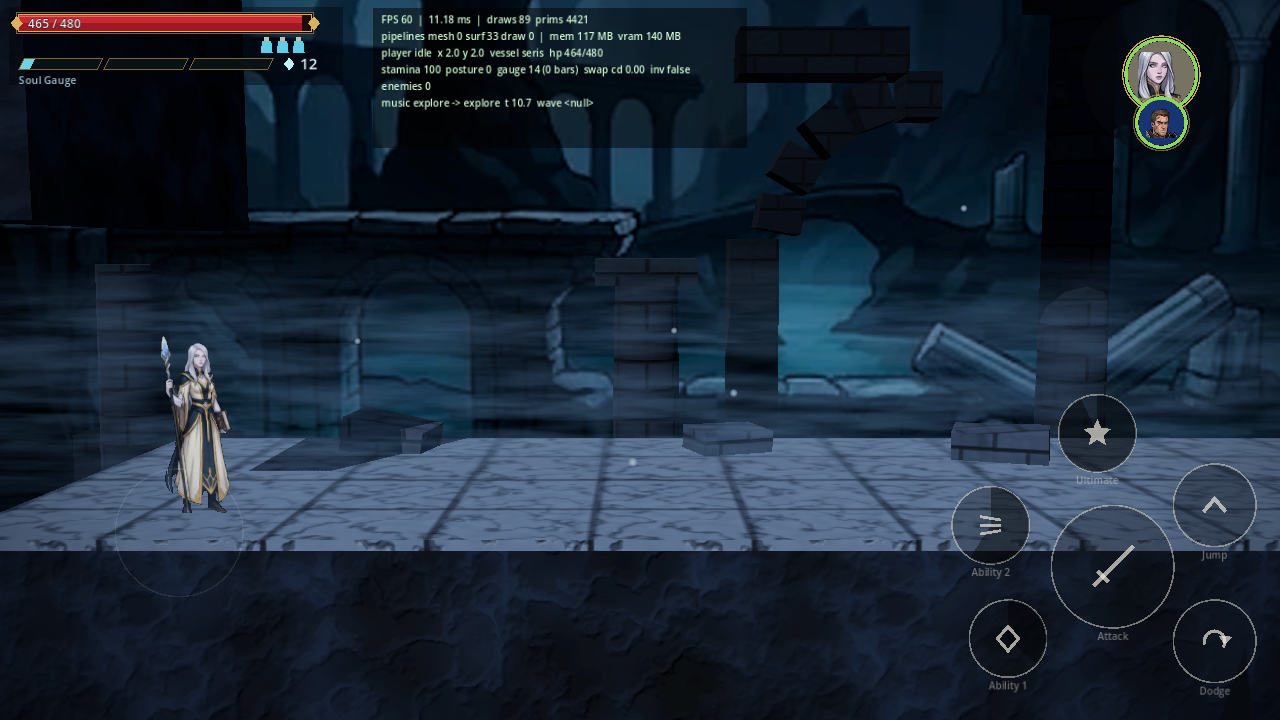 465 / 480
12
Soul Gauge
FPS 60 | 11.18 ms | draws 89 prims 4421
pipelines mesh 0 surf 33 draw 0 | mem 117 MB vram 140 MB
player idle x 2.0 y 2.0 vessel seris hp 464/480
stamina 100 posture 0 gauge 14 (0 bars) swap cd 0.00 inv false
enemies 0
music explore -> explore t 10.7 wave <null>
Ultimate
Jump
Ability 2
Attack
Ability 1
Dodge